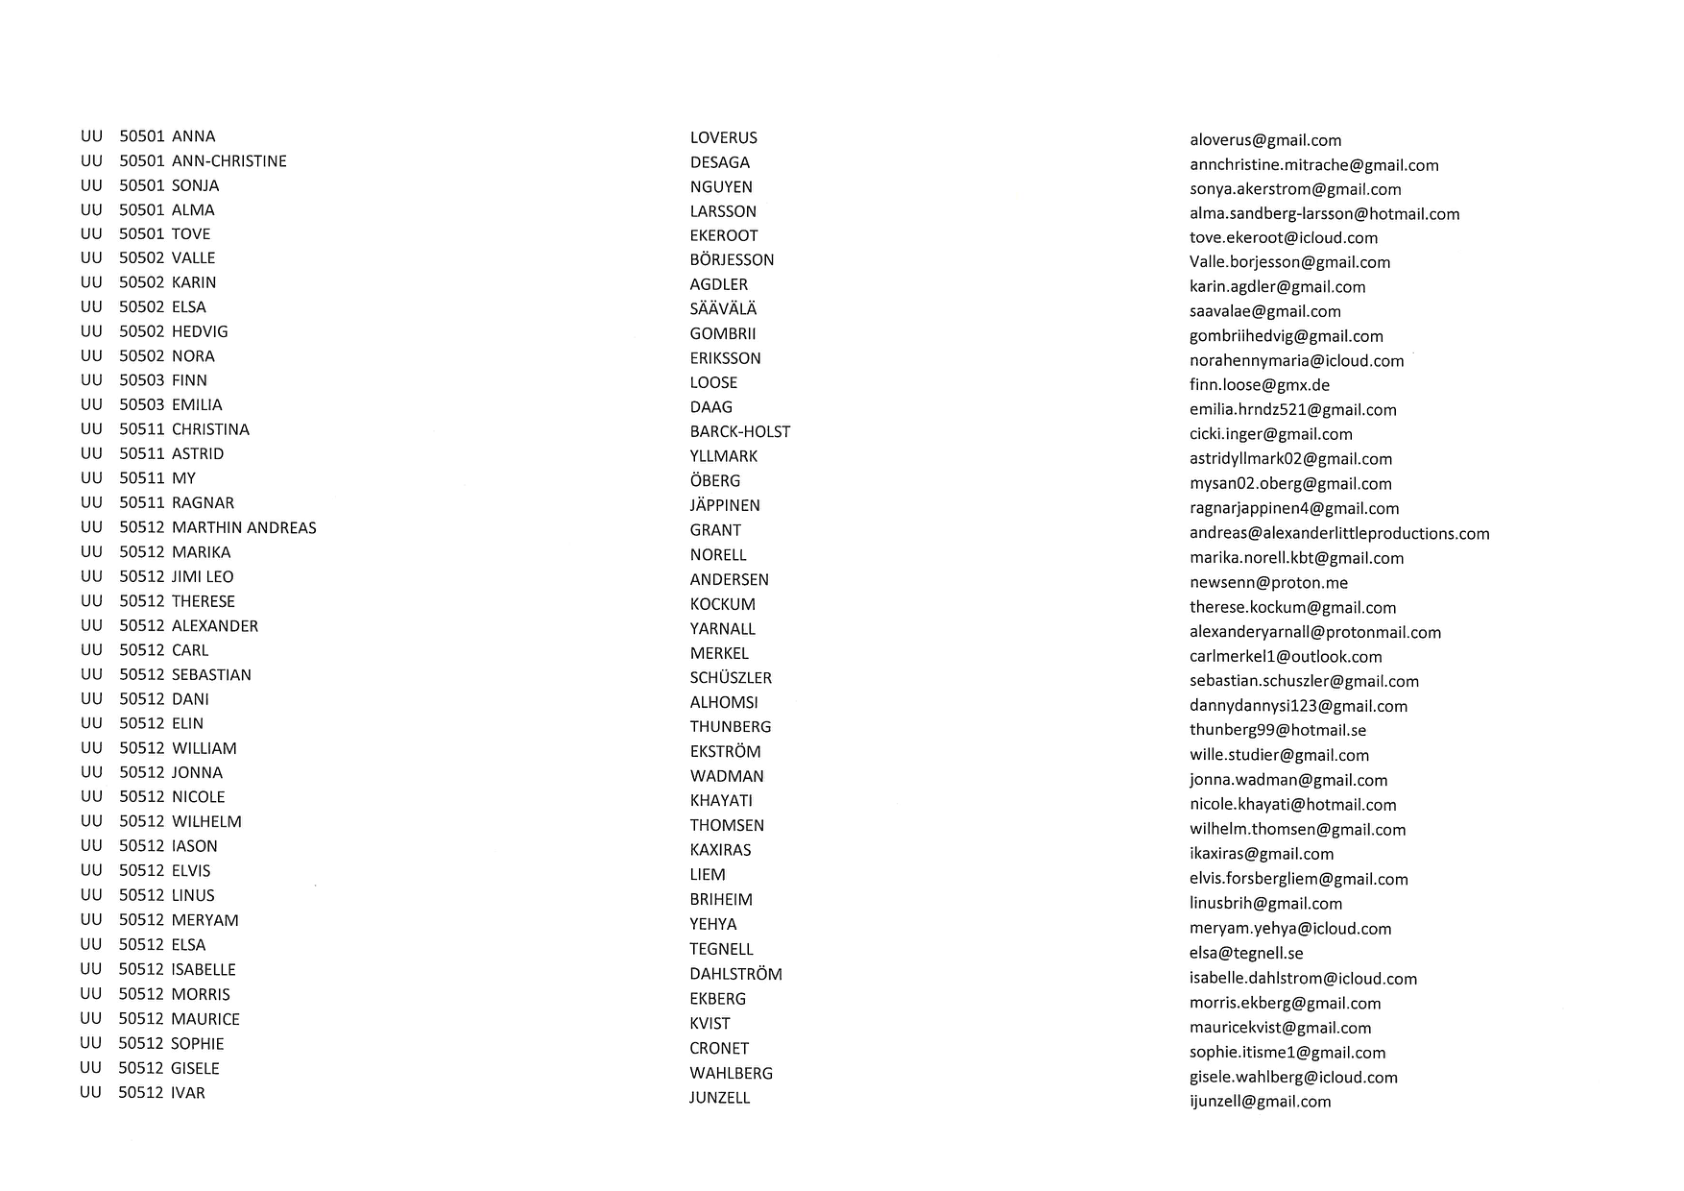 UU 50501 ANNA LOVERUS aloverus@gmail.com
UU 50501 ANN-CHRISTINE DESAGA annchristine.mitrache@gmail.com
UU 50501 SONJA NGUYEN sonya.akerstrom@gmail.com
UU 50501 ALMA LARSSON alma.sandberg-larsson@hotmail.com
UU 50501 TOVE EKEROOT tove.ekeroot@icloud.com
UU 50502 VALLE BÖRJESSON Valle.borjesson@gmail.com
UU 50502 KARIN AGDLER karin.agdler@gmail.com
UU 50502 ELSA SÄÄVÄLÄ saavalae@gmail.com
UU 50502 HEDVIG GOMBRII gombriihedvig@gmail.com
UU 50502 NORA ERIKSSON norahennymaria@icloud.com
UU 50503 FINN LOOSE finn.loose@gmx.de
UU 50503 EMILIA DAAG emilia.hrndz521@gmail.com
UU 50511 CHRISTINA BARCK-HOLST cicki.inger@gmail.com
UU 50511 ASTRID YLLMARK astridyllmark02@gmail.com
UU 50511 MY ÖBERG mysan02.oberg@gmail.com
UU 50511 RAGNAR JÄPPINEN ragnarjappinen4@gmail.com
UU 50512 MARTHIN ANDREAS GRANT andreas@alexanderlittleproductions.com
UU 50512 MARIKA NORELL marika.norell.kbt@gmail.com
UU 50512 JIMI LEO ANDERSEN newsenn@proton.me
UU 50512 THERESE KOCKUM therese.kockum@gmail.com
UU 50512 ALEXANDER YARNALL alexanderyarnall@protonmail.com
UU 50512 CARL MERKEL carlmerkel1@outlook.com
UU 50512 SEBASTIAN SCHÜSZLER sebastian.schuszler@gmail.com
UU 50512 DANI ALHOMSI dannydannysi123@gmail.com
UU 50512 ELIN THUNBERG thunberg99@hotmail.se
UU 50512 WILLIAM EKSTRÖM wille.studier@gmail.com
UU 50512 JONNA WADMAN jonna.wadman@gmail.com
UU 50512 NICOLE KHAYATI nicole.khayati@hotmail.com
UU 50512 WILHELM THOMSEN wilhelm.thomsen@gmail.com
UU 50512 IASON KAXIRAS ikaxiras@gmail.com
UU 50512 ELVIS LIEM elvis.forsbergliem@gmail.com
UU 50512 LINUS BRIHEIM linusbrih@gmail.com
UU 50512 MERYAM YEHYA meryam.yehya@icloud.com
UU 50512 ELSA TEGNELL elsa@tegnell.se
UU 50512 ISABELLE DAHLSTRÖM isabelle.dahlstrom@icloud.com
UU 50512 MORRIS EKBERG morris.ekberg@gmail.com
UU 50512 MAURICE KVIST mauricekvist@gmail.com
UU 50512 SOPHIE CRONET sophie.itisme1@gmail.com
UU 50512 GISELE WAHLBERG gisele.wahlberg@icloud.com
UU 50512 IVAR JUNZELL ijunzell@gmail.com